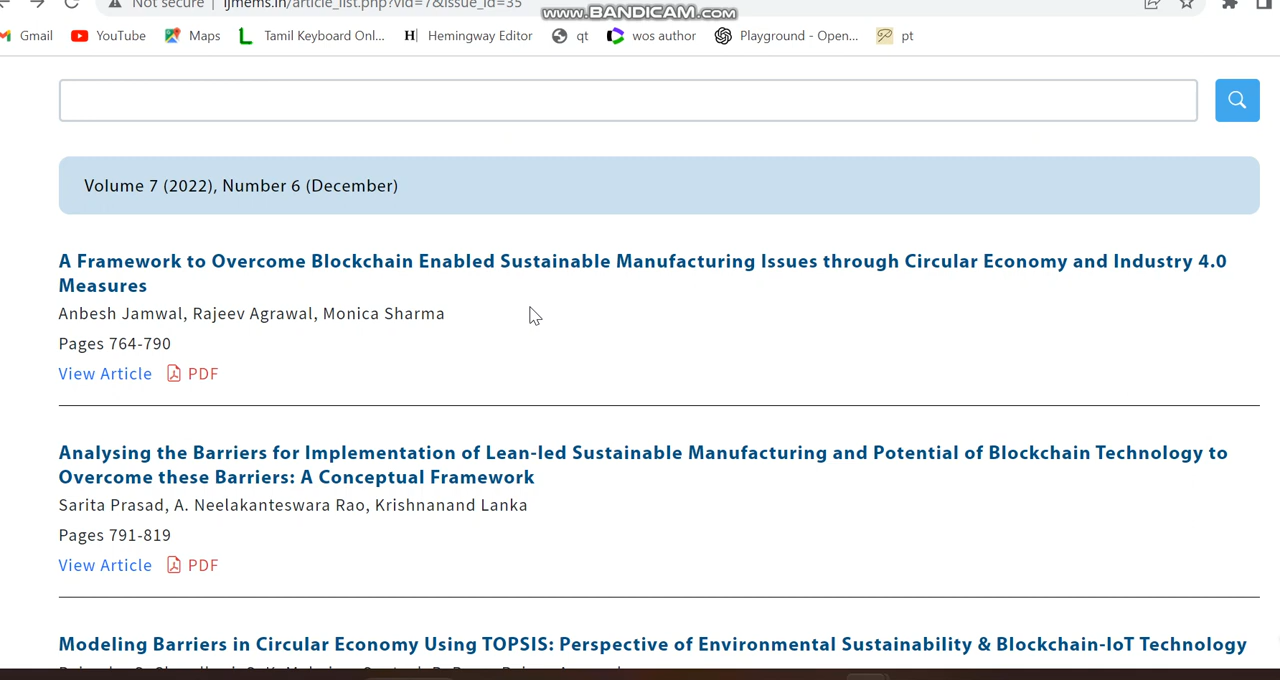 Not secure | ijmems.in/article_list.php?vid=7&issue_id=35
www.BANDICAM.com
Gmail YouTube Maps Tamil Keyboard Onl... Hemingway Editor qt wos author Playground - Open... pt
Volume 7 (2022), Number 6 (December)
A Framework to Overcome Blockchain Enabled Sustainable Manufacturing Issues through Circular Economy and Industry 4.0
Measures
Anbesh Jamwal, Rajeev Agrawal, Monica Sharma
Pages 764-790
View Article PDF
Analysing the Barriers for Implementation of Lean-led Sustainable Manufacturing and Potential of Blockchain Technology to
Overcome these Barriers: A Conceptual Framework
Sarita Prasad, A. Neelakanteswara Rao, Krishnanand Lanka
Pages 791-819
View Article PDF
Modeling Barriers in Circular Economy Using TOPSIS: Perspective of Environmental Sustainability & Blockchain-IoT Technology